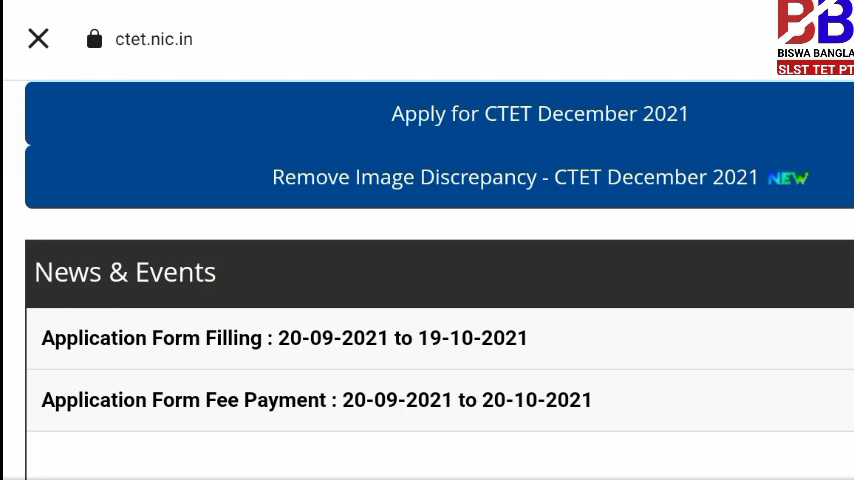 ctet.nic.in
BB
BISWA BANGLA
SLST TET PT
Apply for CTET December 2021
Remove Image Discrepancy - CTET December 2021 NEW
News & Events
Application Form Filling : 20-09-2021 to 19-10-2021
Application Form Fee Payment : 20-09-2021 to 20-10-2021